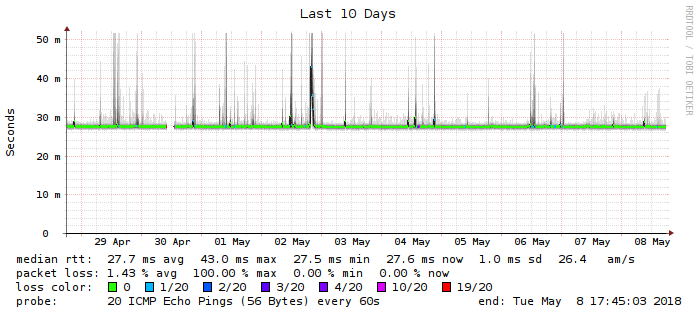 Last 10 Days
RRDTOOL / TOBI OETIKER
Seconds
50 m
40 m
30 m
20 m
10 m
0
29 Apr 30 Apr 01 May 02 May 03 May 04 May 05 May 06 May 07 May 08 May
median rtt: 27.7 ms avg 43.0 ms max 27.5 ms min 27.6 ms now 1.0 ms sd 26.4 am/s
packet loss: 1.43 % avg 100.00 % max 0.00 % min 0.00 % now
loss color: 0 1/20 2/20 3/20 4/20 10/20 19/20
probe: 20 ICMP Echo Pings (56 Bytes) every 60s end: Tue May 8 17:45:03 2018